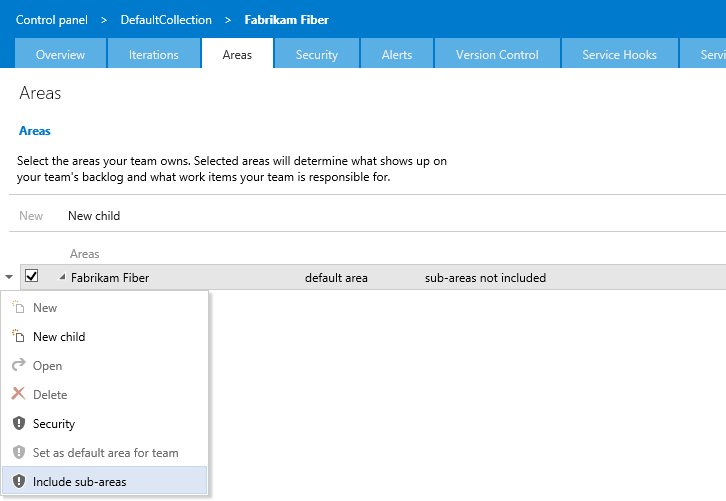 Control panel > DefaultCollection > Fabrikam Fiber
Overview Iterations Areas Security Alerts Version Control Service Hooks Servi
Areas
Areas
Select the areas your team owns. Selected areas will determine what shows up on
your team's backlog and what work items your team is responsible for.
New New child
Areas
Fabrikam Fiber default area sub-areas not included
New
New child
Open
Delete
Security
Set as default area for team
Include sub-areas